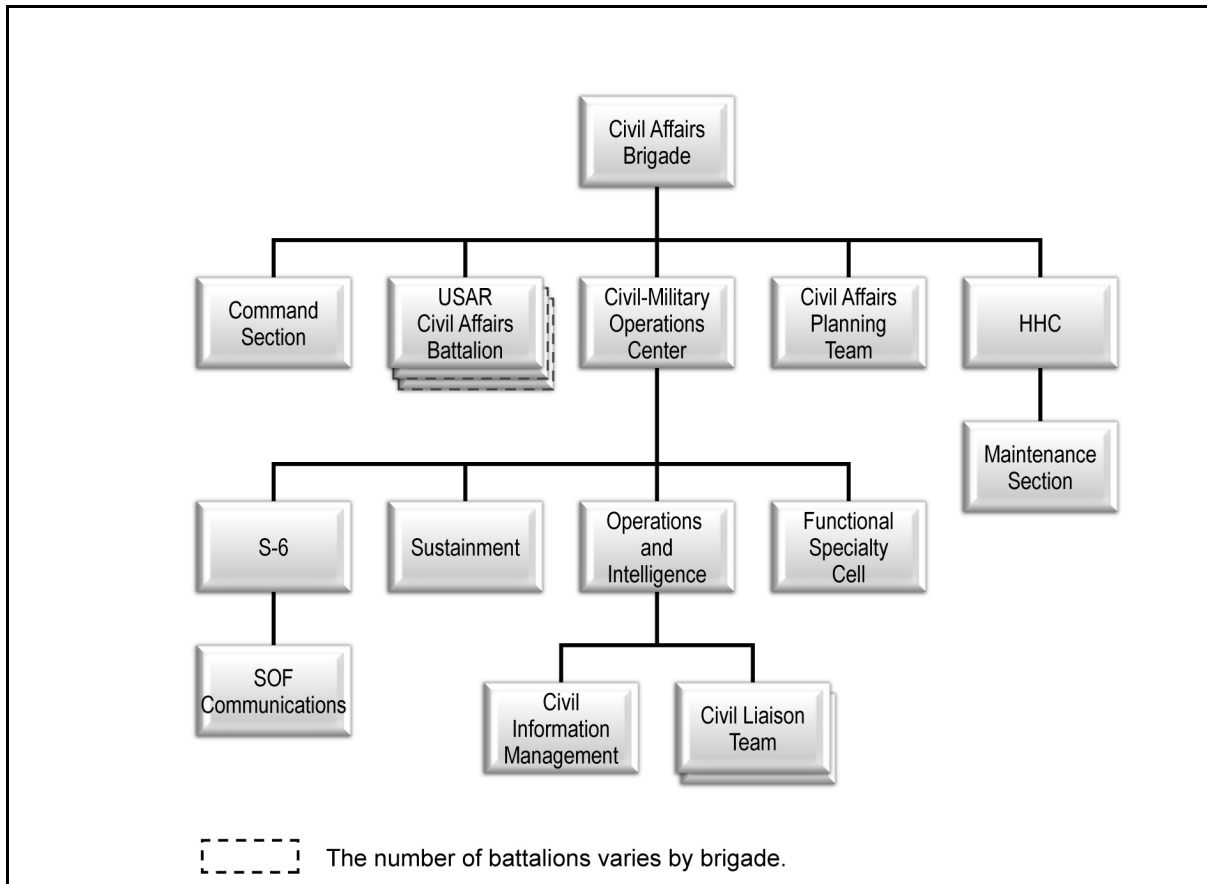 Civil Affairs
Brigade
Command
Section
USAR
Civil Affairs
Battalion
Civil-Military
Operations
Center
Civil Affairs
Planning
Team
HHC
Maintenance
Section
S-6
Sustainment
Operations
and
Intelligence
Functional
Specialty
Cell
SOF
Communications
Civil
Information
Management
Civil Liaison
Team
The number of battalions varies by brigade.